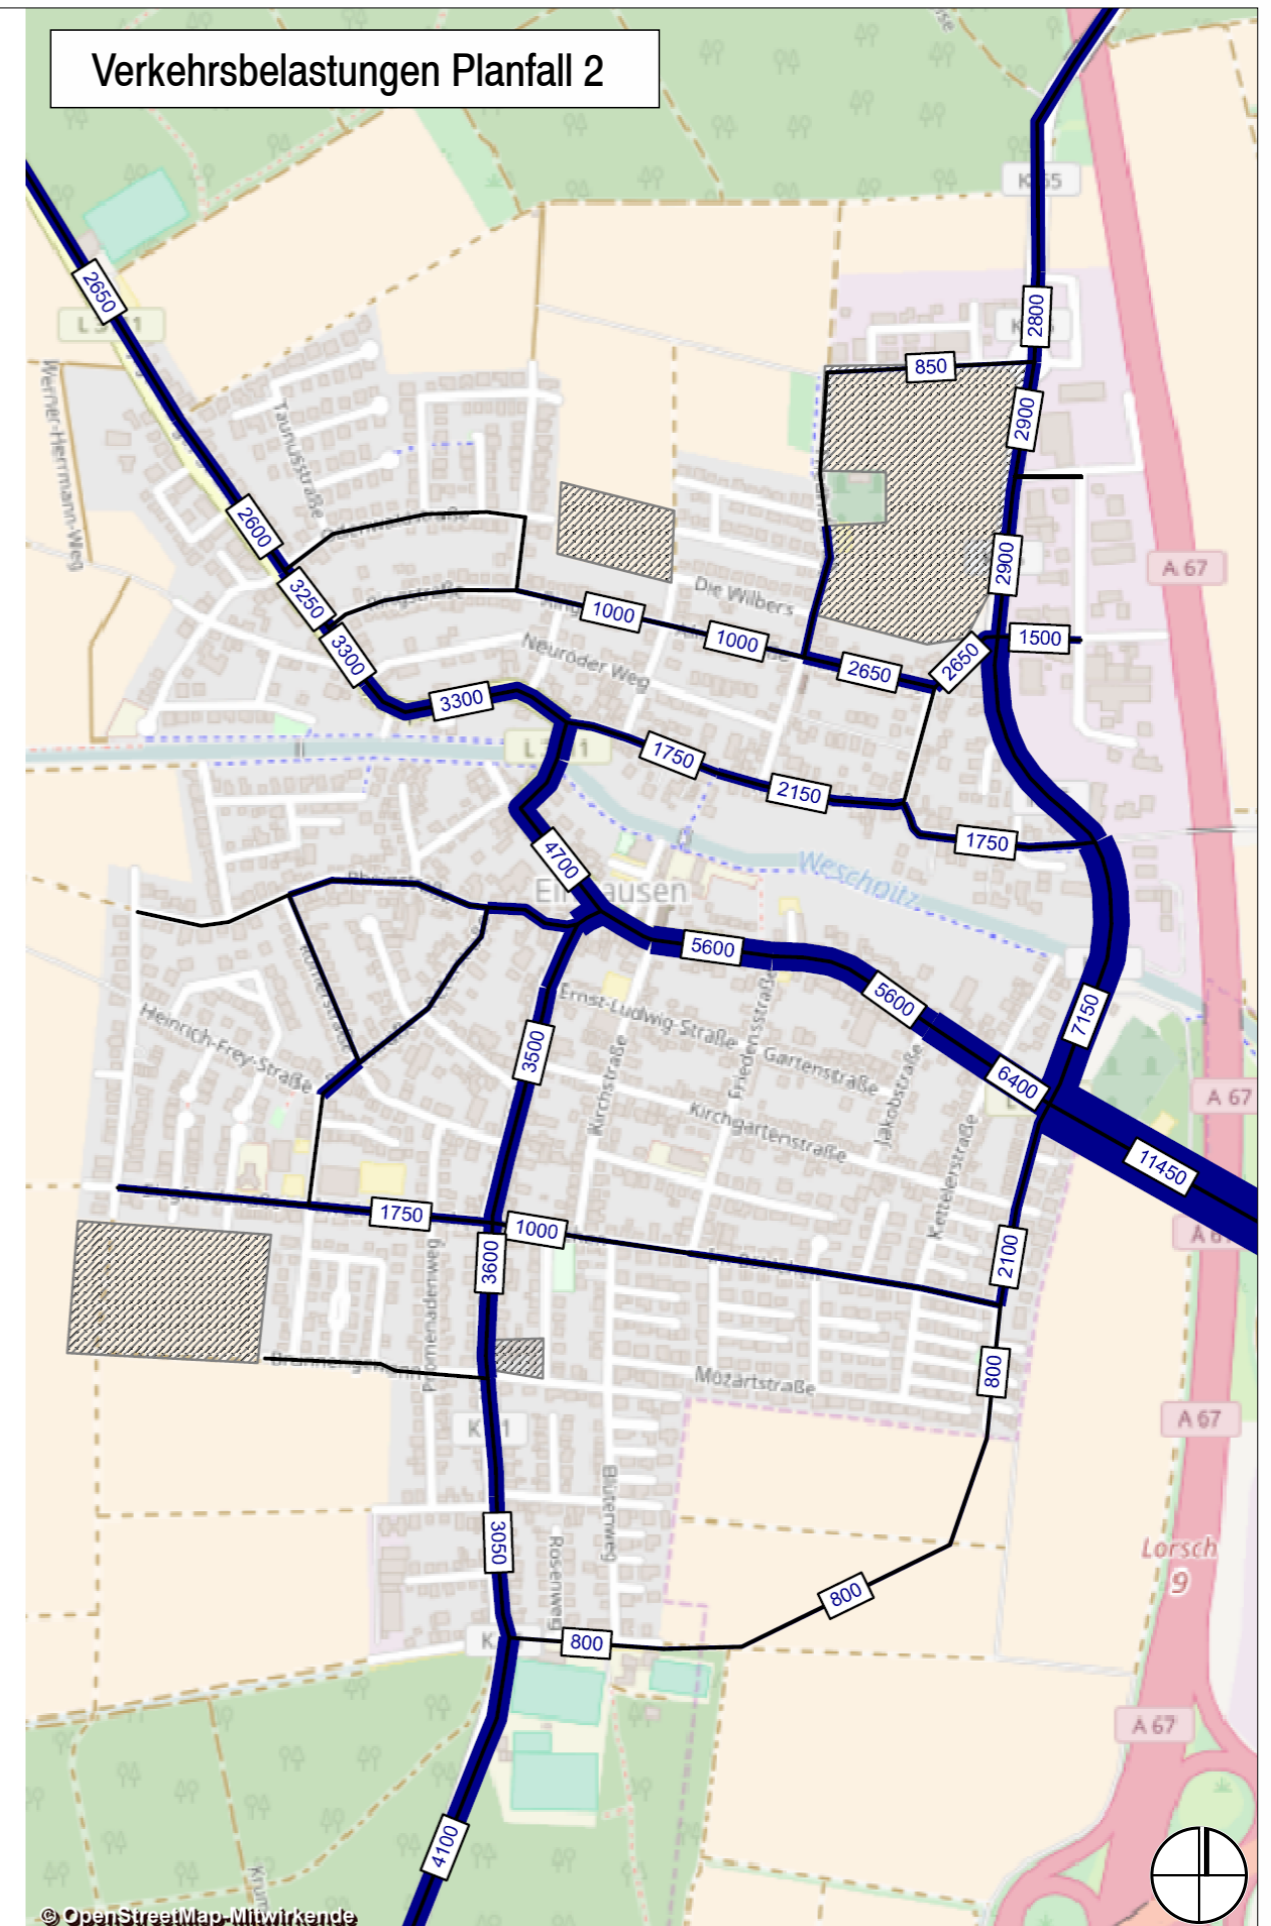 Verkehrsbelastungen Planfall 2
2650
2800
850
2900
Werner-Herrmann-Weg
Taunusstraße
2600
2900
A 67
3250
Die Wilbers
1000
1000
1500
3300
Neuroder Weg
2650
2650
3300
1750
2150
1750
4700
Weschnitz
5600
5600
7150
Ernst-Ludwig-Straße
Friedensstraße
Heinrich-Frey-Straße
3500
Kirchstraße
Gartenstraße
Jakobstraße
6400
A 67
Kirchgartenstraße
Kettelerstraße
11450
1750
1000
2100
3600
Promenadenweg
800
Mozartstraße
A 67
Blütenweg
3050
Rosenweg
Lorsch
9
800
800
A 67
4100
© OpenStreetMap-Mitwirkende